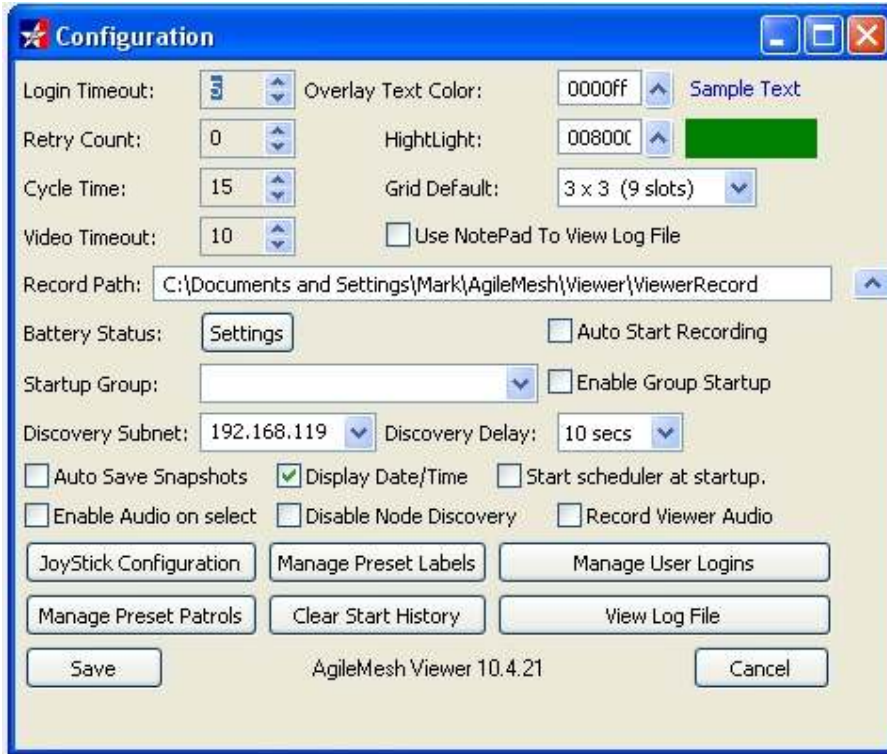 Configuration
Login Timeout: 5 Overlay Text Color: 0000ff Sample Text
Retry Count: 0 HightLight: 00800
Cycle Time: 15 Grid Default: 3 x 3 (9 slots)
Video Timeout: 10 Use NotePad To View Log File
Record Path: C:\Documents and Settings\Mark\AgileMesh\Viewer\ViewerRecord
Battery Status: Settings Auto Start Recording
Startup Group: Enable Group Startup
Discovery Subnet: 192.168.119 Discovery Delay: 10 secs
Auto Save Snapshots Display Date/Time Start scheduler at startup.
Enable Audio on select Disable Node Discovery Record Viewer Audio
JoyStick Configuration Manage Preset Labels Manage User Logins
Manage Preset Patrols Clear Start History View Log File
Save AgileMesh Viewer 10.4.21 Cancel